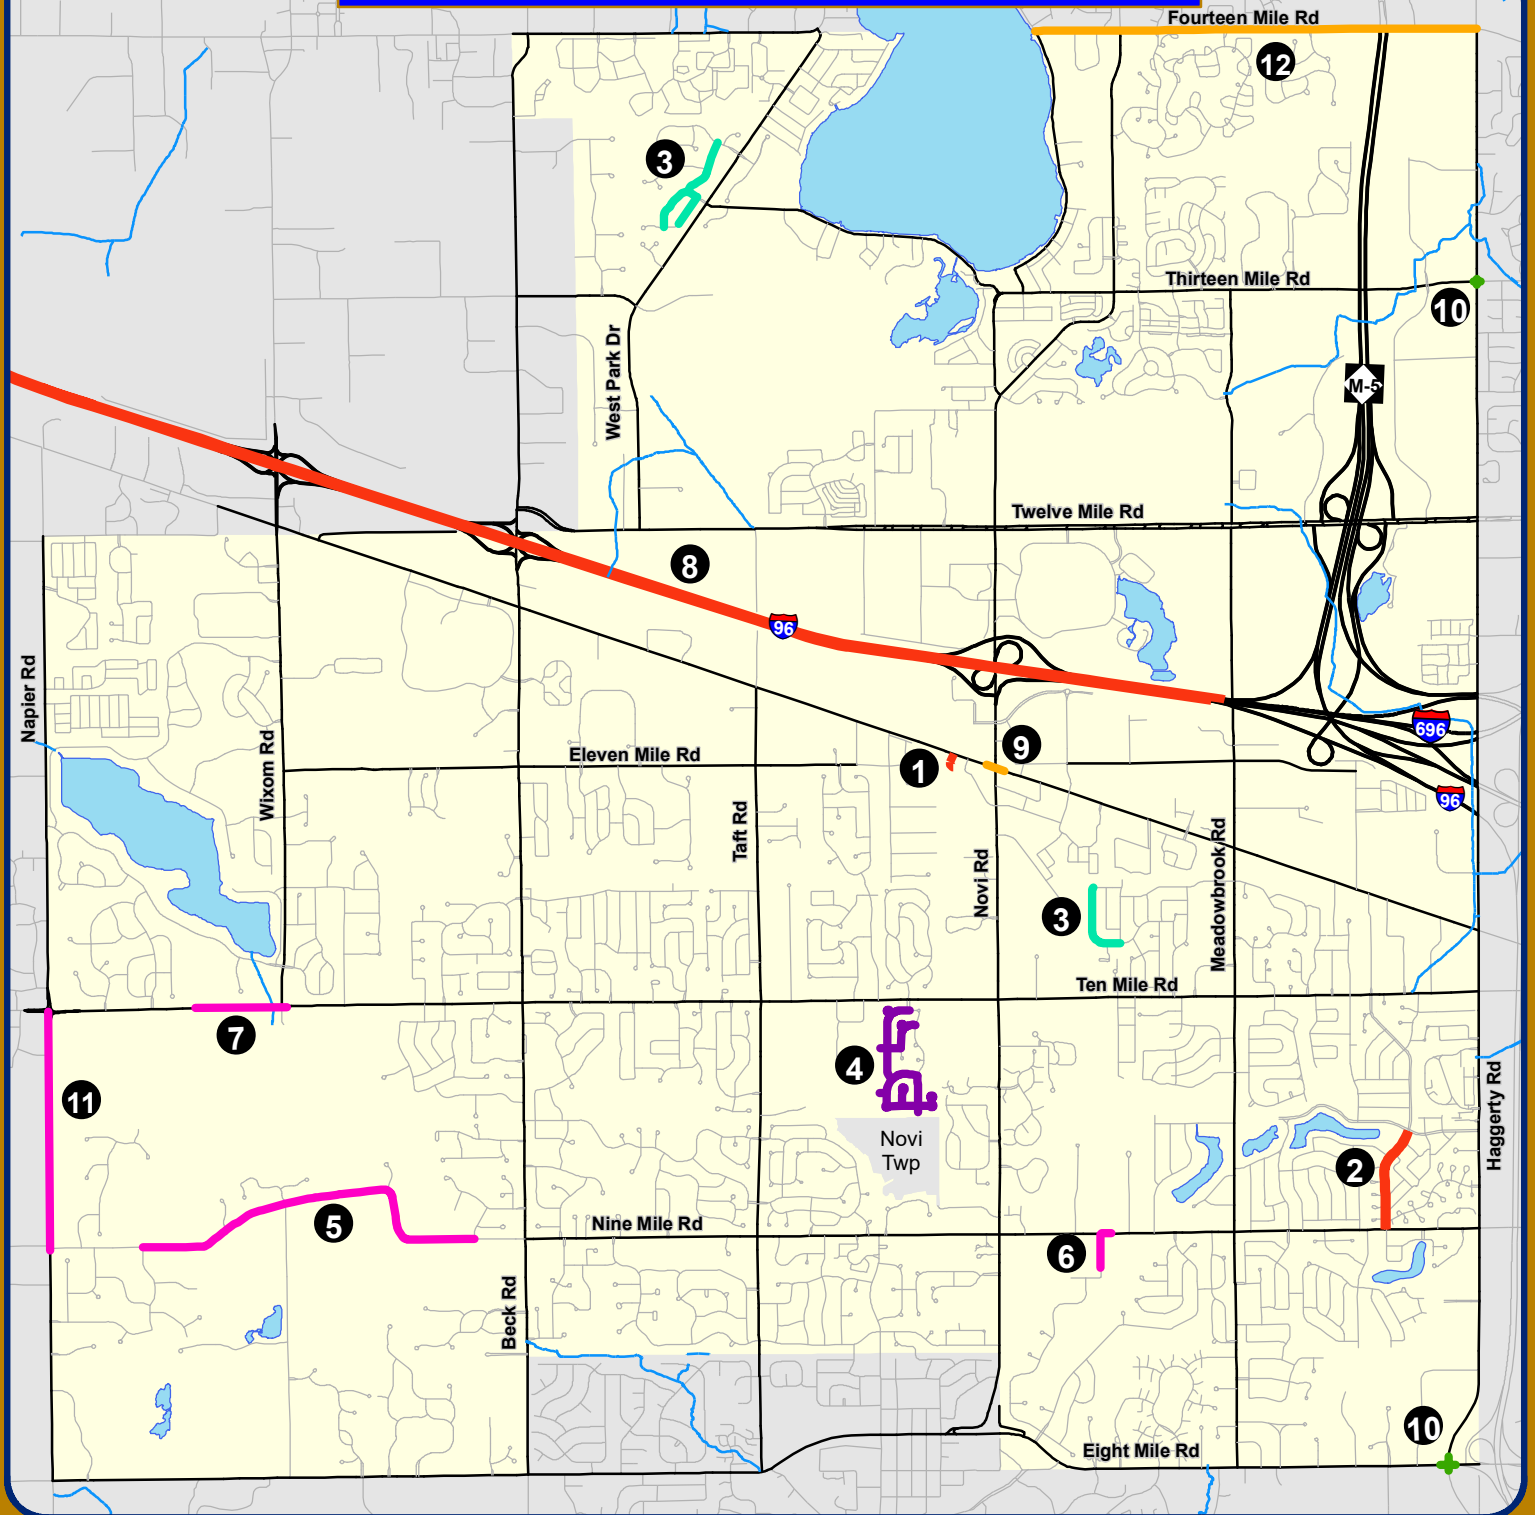 Fourteen Mile Rd
12
3
Thirteen Mile Rd
10
West Park Dr
M-5
Twelve Mile Rd
8
96
Napier Rd
Wixom Rd
696
Eleven Mile Rd
9
1
96
Taft Rd
Novi Rd
Meadowbrook Rd
3
Ten Mile Rd
7
4
11
Haggerty Rd
Novi
Twp
2
5
Nine Mile Rd
6
Beck Rd
10
Eight Mile Rd